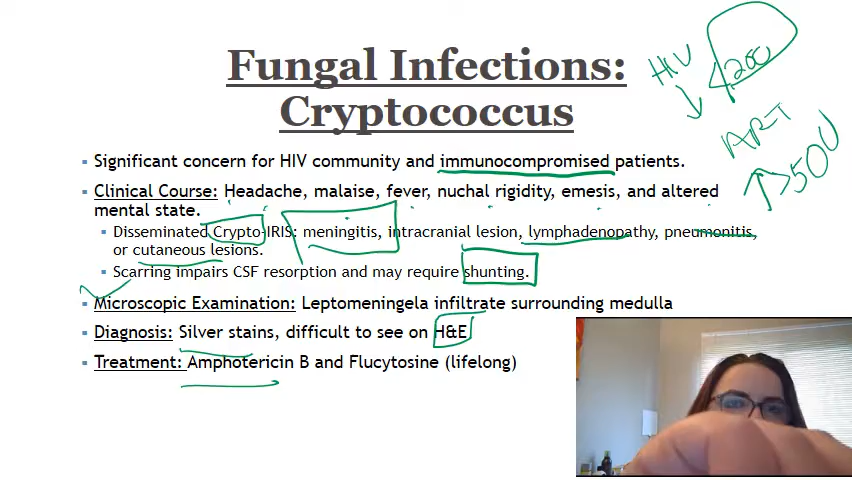 Fungal Infections:
Cryptococcus
Significant concern for HIV community and immunocompromised patients.
Clinical Course: Headache, malaise, fever, nuchal rigidity, emesis, and altered
mental state.
Disseminated Crypto-IRIS: meningitis, intracranial lesion, lymphadenopathy, pneumonitis,
or cutaneous lesions.
Scarring impairs CSF resorption and may require shunting.
Microscopic Examination: Leptomeningela infiltrate surrounding medulla
Diagnosis: Silver stains, difficult to see on H&E
Treatment: Amphotericin B and Flucytosine (lifelong)
HIV
↓
<200
ART
↑ >500